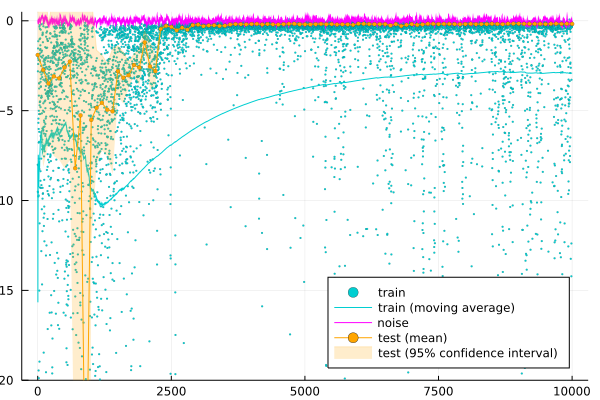 0
-5
10
15
20
0
2500
5000
7500
10000
train
train (moving average)
noise
test (mean)
test (95% confidence interval)